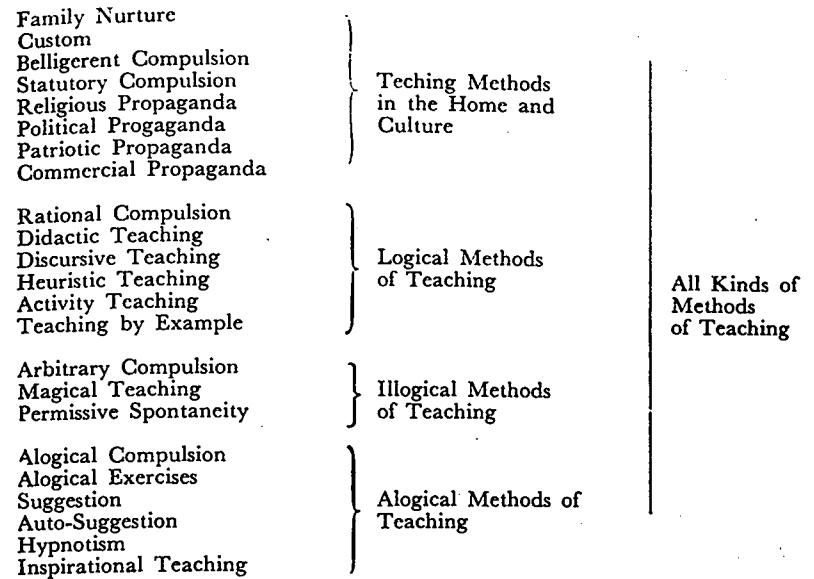 Family Nurture
Custom
Belligerent Compulsion
Statutory Compulsion
Religious Propaganda
Political Progaganda
Patriotic Propaganda
Commercial Propaganda
Teching Methods
in the Home and
Culture
Rational Compulsion
Didactic Teaching
Discursive Teaching
Heuristic Teaching
Activity Teaching
Teaching by Example
Logical Methods
of Teaching
Arbitrary Compulsion
Magical Teaching
Permissive Spontaneity
Illogical Methods
of Teaching
Alogical Compulsion
Alogical Exercises
Suggestion
Auto-Suggestion
Hypnotism
Inspirational Teaching
Alogical Methods of
Teaching
All Kinds of
Methods
of Teaching